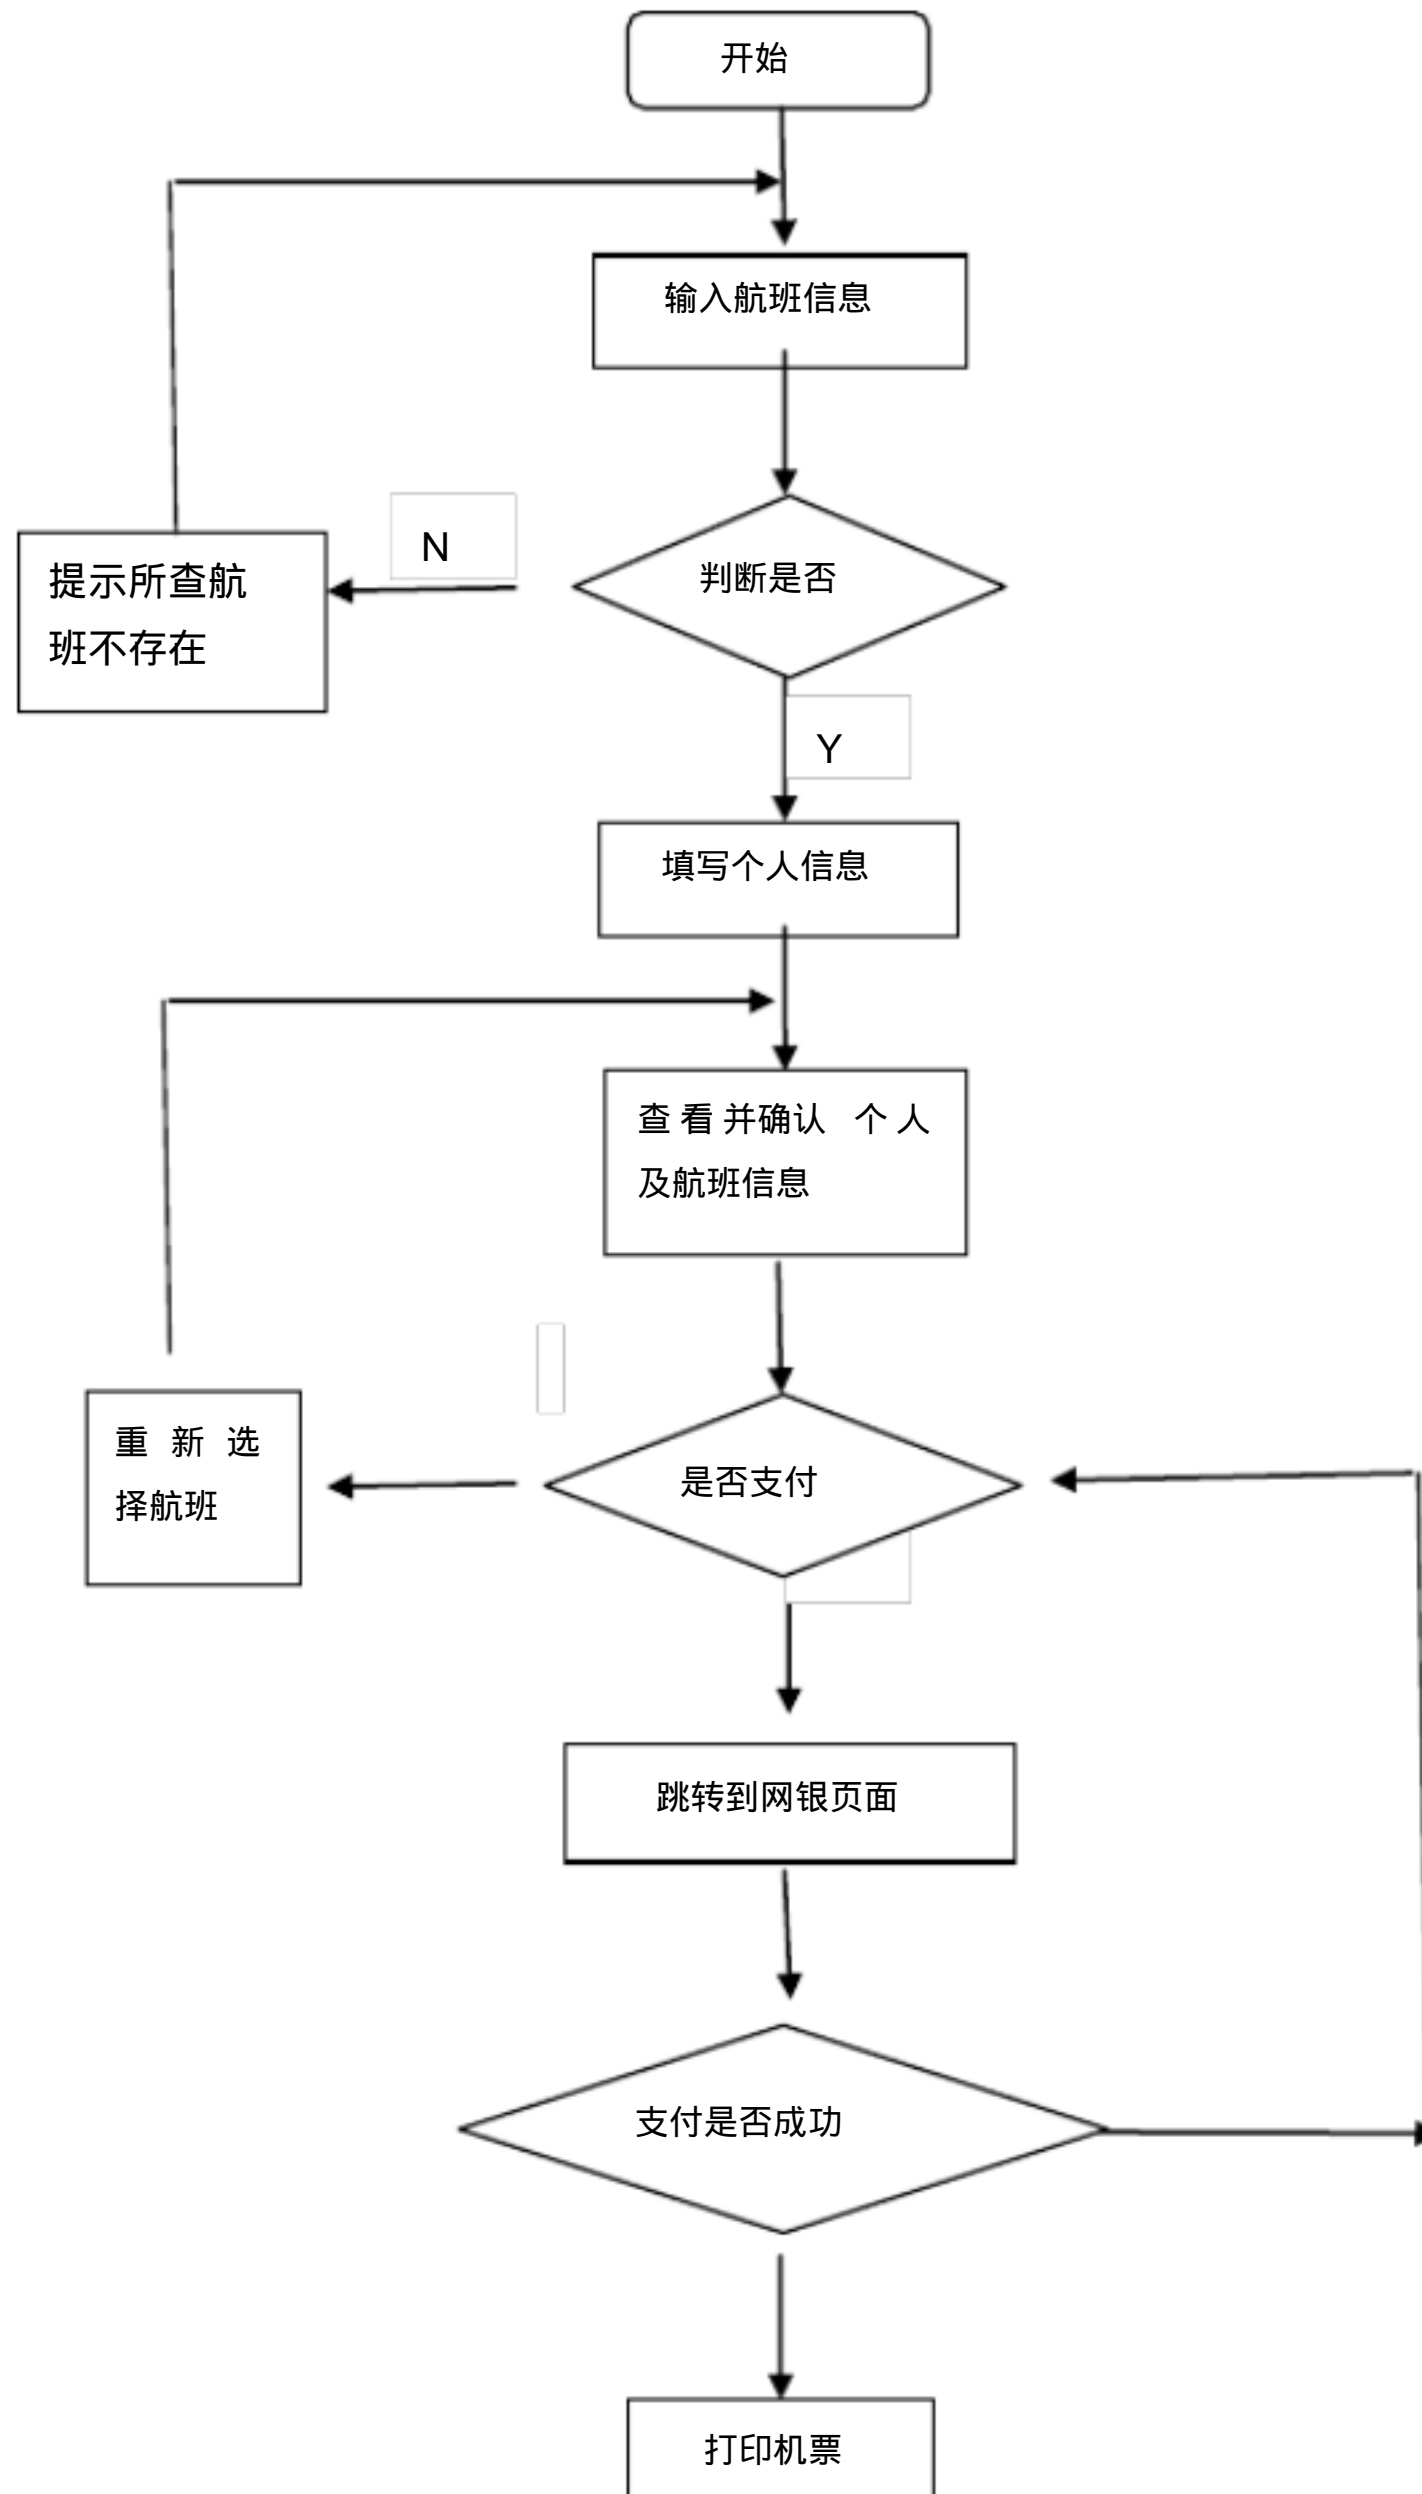 开始
输入航班信息
N
判断是否
提示所查航
班不存在
Y
填写个人信息
查看并确认 个人
及航班信息
重新选
择航班
是否支付
跳转到网银页面
支付是否成功
打印机票